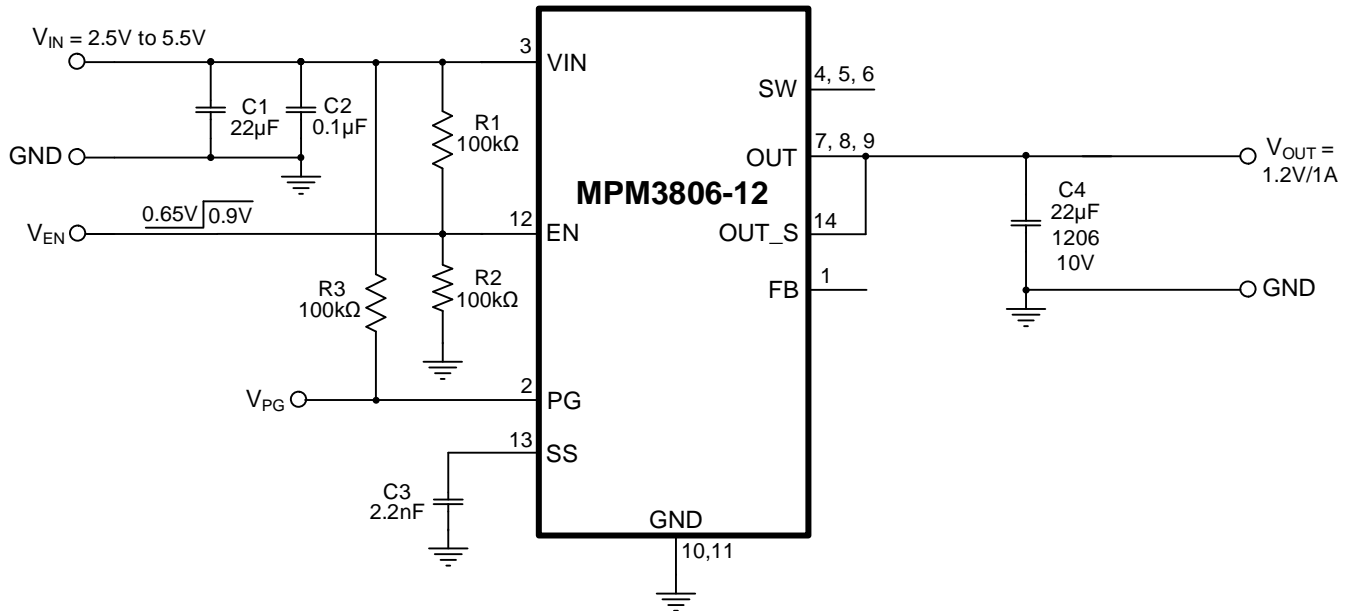 V_IN = 2.5V to 5.5V
3
VIN
C1
22µF
C2
0.1µF
R1
100kΩ
GND
SW
4, 5, 6
7, 8, 9
OUT
V_OUT =
1.2V/1A
MPM3806-12
C4
22µF
1206
10V
V_EN
0.65V
0.9V
12
EN
OUT_S
14
R3
100kΩ
R2
100kΩ
FB
1
GND
V_PG
2
PG
13
SS
C3
2.2nF
GND
10,11